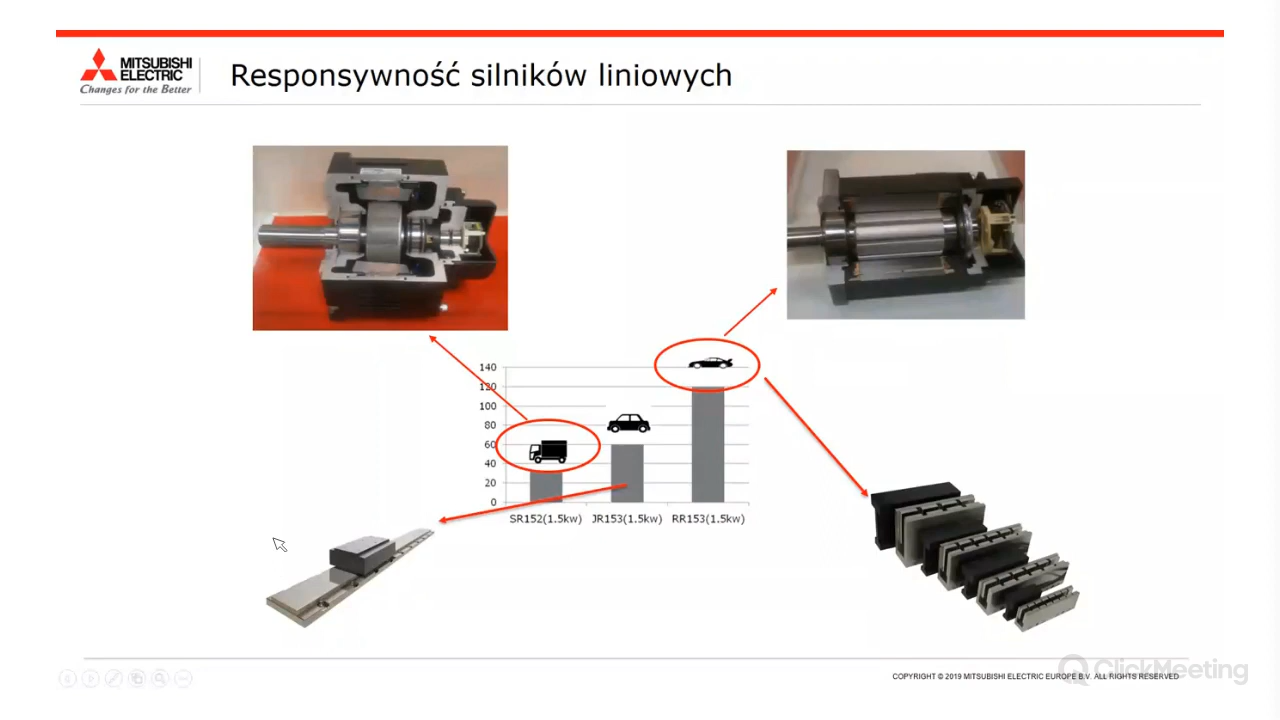 MITSUBISHI
ELECTRIC
Changes for the Better
Responsywność silników liniowych
140
120
100
80
60
40
20
0
SR152(1.5kw)
JR153(1.5kw)
RR153(1.5kw)
COPYRIGHT © 2019 MITSUBISHI ELECTRIC EUROPE B.V. ALL RIGHTS RESERVED
ClickMeeting